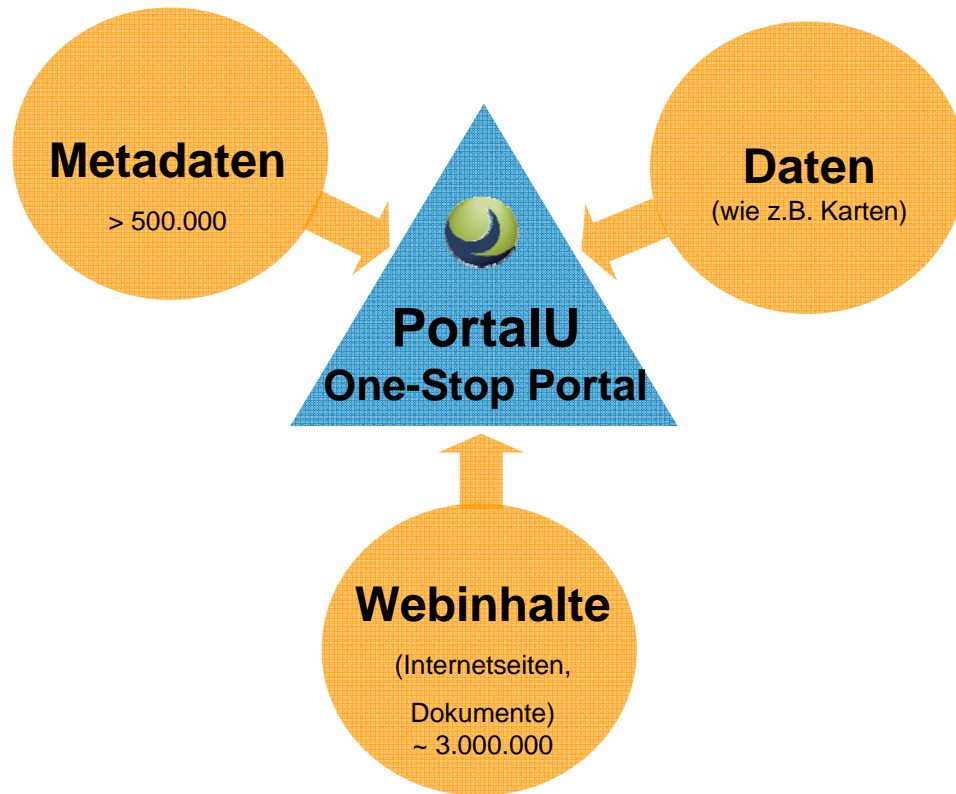 Metadaten
> 500.000
Daten
(wie z.B. Karten)
PortalU
One-Stop Portal
Webinhalte
(Internetseiten,
Dokumente)
~ 3.000.000